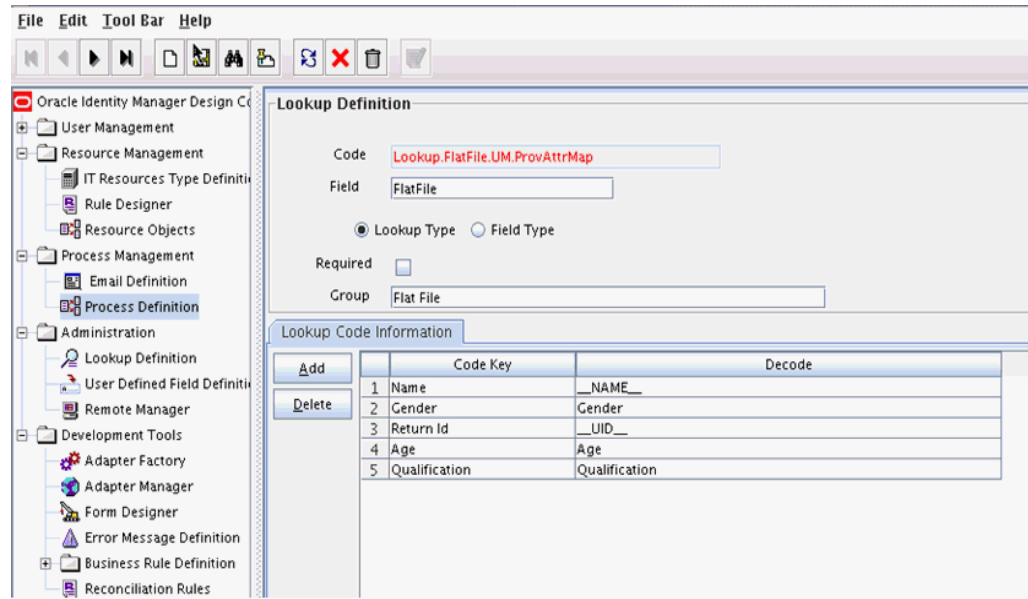 File Edit Tool Bar Help
Oracle Identity Manager Design Co
User Management
Resource Management
IT Resources Type Definiti
Rule Designer
Resource Objects
Process Management
Email Definition
Process Definition
Administration
Lookup Definition
User Defined Field Definiti
Remote Manager
Development Tools
Adapter Factory
Adapter Manager
Form Designer
Error Message Definition
Business Rule Definition
Reconciliation Rules
Lookup Definition
Code Lookup.FlatFile.UM.ProvAttrMap
Field FlatFile
Lookup Type Field Type
Required
Group Flat File
Lookup Code Information
Add
Delete
Code Key Decode
1 Name __NAME__
2 Gender Gender
3 Return Id __UID__
4 Age Age
5 Qualification Qualification